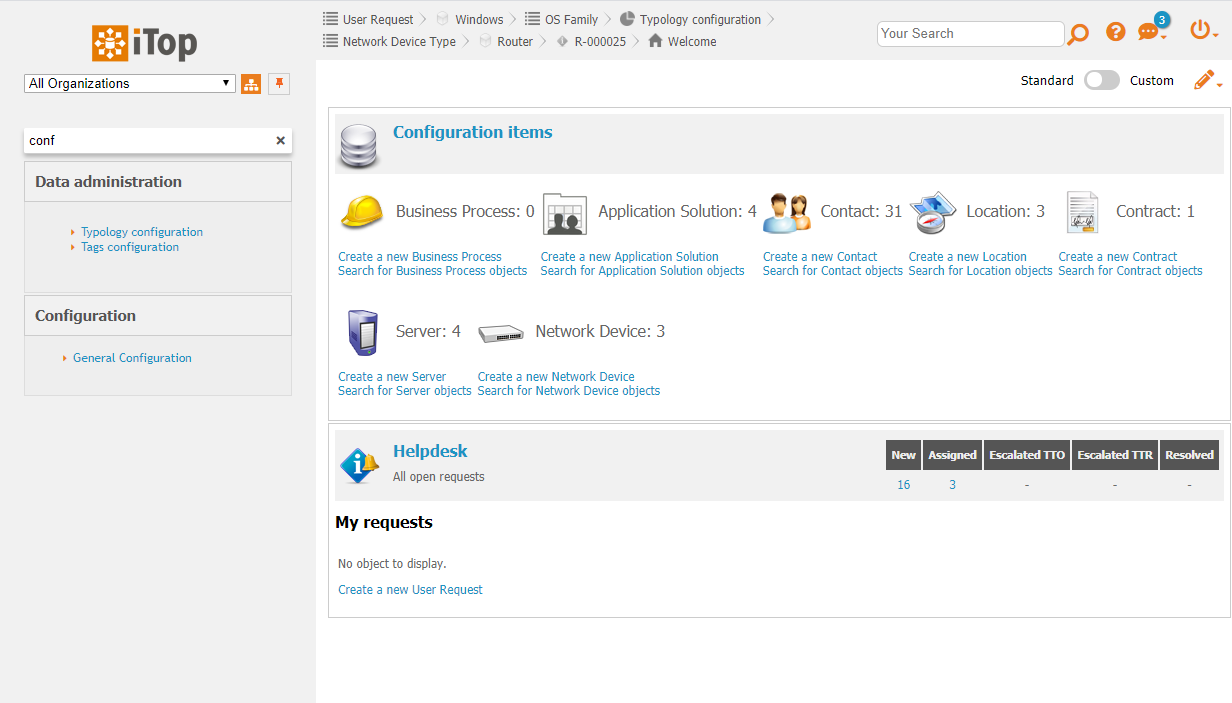 User Request Windows OS Family Typology configuration
Network Device Type Router R-000025 Welcome
Your Search
3
iTop
All Organizations
Standard Custom
conf
Data administration
Typology configuration
Tags configuration
Configuration
General Configuration
Configuration items
Business Process: 0
Create a new Business Process
Search for Business Process objects
Application Solution: 4
Create a new Application Solution
Search for Application Solution objects
Contact: 31
Create a new Contact
Search for Contact objects
Location: 3
Create a new Location
Search for Location objects
Contract: 1
Create a new Contract
Search for Contract objects
Server: 4
Create a new Server
Search for Server objects
Network Device: 3
Create a new Network Device
Search for Network Device objects
Helpdesk
All open requests
New Assigned Escalated TTO Escalated TTR Resolved
16 3 - - -
My requests
No object to display.
Create a new User Request